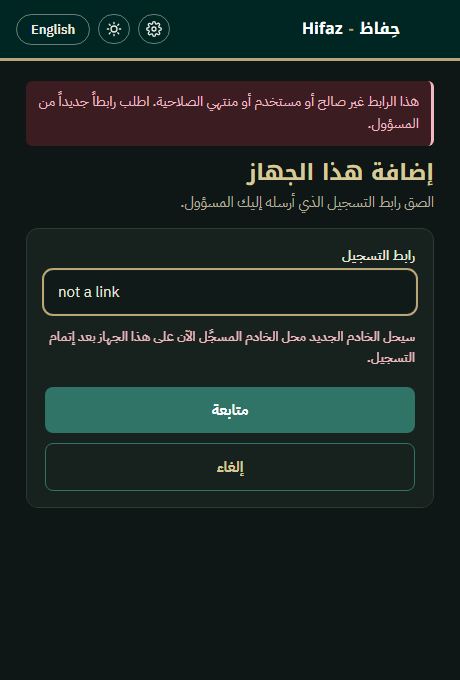 حِفاظ - Hifaz
English
هذا الرابط غير صالح أو مستخدم أو منتهي الصلاحية. اطلب رابطاً جديداً من
المسؤول.
إضافة هذا الجهاز
الصق رابط التسجيل الذي أرسله إليك المسؤول.
رابط التسجيل
not a link
سيحل الخادم الجديد محل الخادم المسجَّل الآن على هذا الجهاز بعد إتمام
التسجيل.
متابعة
إلغاء